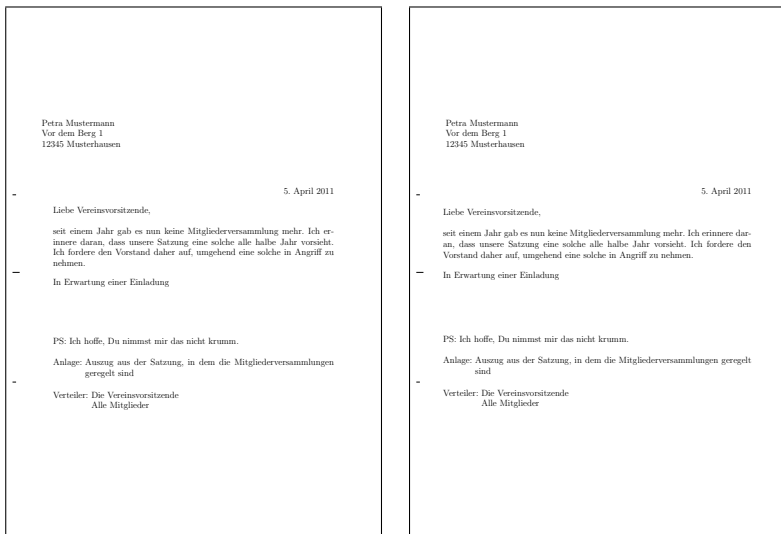 Petra Mustermann
Vor dem Berg 1
12345 Musterhausen
5. April 2011
Liebe Vereinsvorsitzende,
seit einem Jahr gab es nun keine Mitgliederversammlung mehr. Ich er-
innere daran, dass unsere Satzung eine solche alle halbe Jahr vorsieht.
Ich fordere den Vorstand daher auf, umgehend eine solche in Angriff zu
nehmen.
In Erwartung einer Einladung
PS: Ich hoffe, Du nimmst mir das nicht krumm.
Anlage: Auszug aus der Satzung, in dem die Mitgliederversammlungen
geregelt sind
Verteiler: Die Vereinsvorsitzende
Alle Mitglieder
Petra Mustermann
Vor dem Berg 1
12345 Musterhausen
5. April 2011
Liebe Vereinsvorsitzende,
seit einem Jahr gab es nun keine Mitgliederversammlung mehr. Ich erinnere dar-
an, dass unsere Satzung eine solche alle halbe Jahr vorsieht. Ich fordere den
Vorstand daher auf, umgehend eine solche in Angriff zu nehmen.
In Erwartung einer Einladung
PS: Ich hoffe, Du nimmst mir das nicht krumm.
Anlage: Auszug aus der Satzung, in dem die Mitgliederversammlungen geregelt
sind
Verteiler: Die Vereinsvorsitzende
Alle Mitglieder